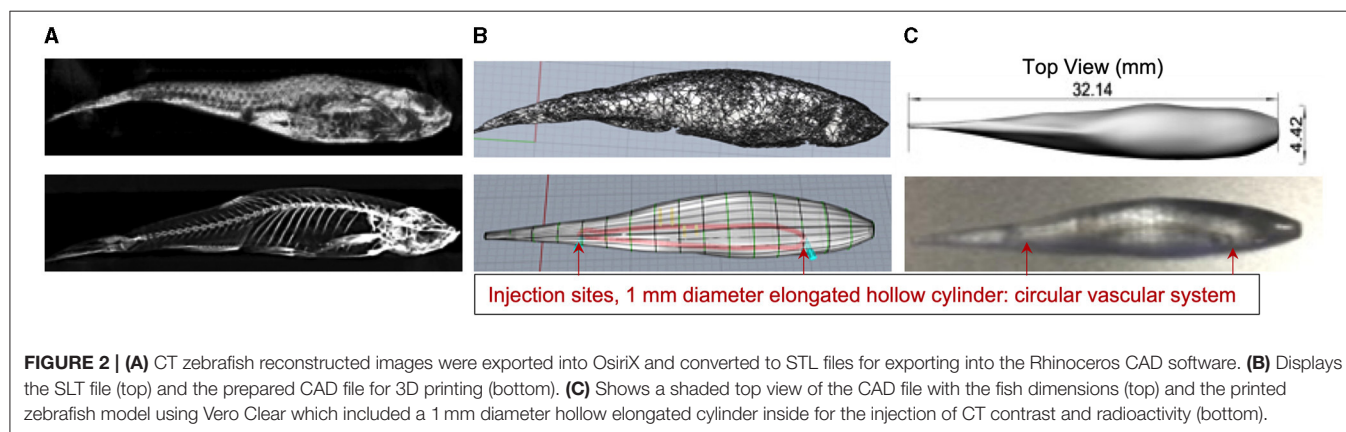 A
B
C
Top View (mm)
32.14
4.42
Injection sites, 1 mm diameter elongated hollow cylinder: circular vascular system
FIGURE 2 | (A) CT zebrafish reconstructed images were exported into OsiriX and converted to STL files for exporting into the Rhinoceros CAD software. (B) Displays
the SLT file (top) and the prepared CAD file for 3D printing (bottom). (C) Shows a shaded top view of the CAD file with the fish dimensions (top) and the printed
zebrafish model using Vero Clear which included a 1 mm diameter hollow elongated cylinder inside for the injection of CT contrast and radioactivity (bottom).